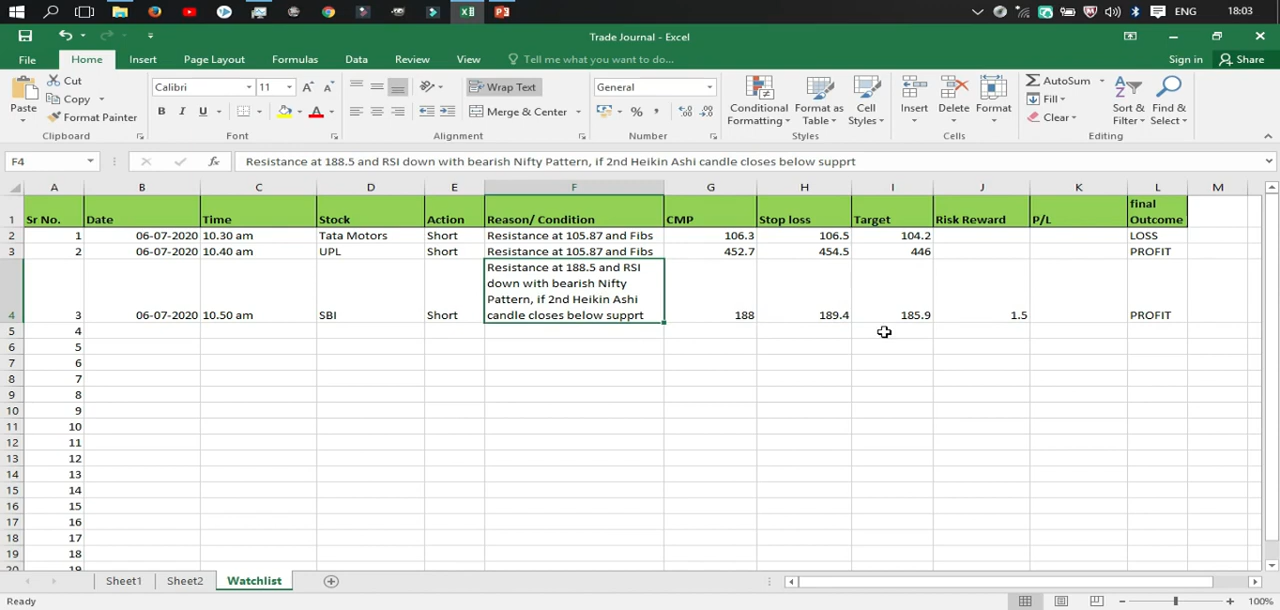 ENG 18:03
Trade Journal - Excel
File Home Insert Page Layout Formulas Data Review View Tell me what you want to do... Sign in Share
Paste Cut Copy Format Painter Clipboard
Calibri 11 B I U A Font
Wrap Text Merge & Center Alignment
General % , Number
Conditional Formatting Format as Table Cell Styles Styles
Insert Delete Format Cells
AutoSum Fill Clear Sort & Filter Find & Select Editing
F4 fx Resistance at 188.5 and RSI down with bearish Nifty Pattern, if 2nd Heikin Ashi candle closes below supprt
A B C D E F G H I J K L M
1 Sr No. Date Time Stock Action Reason/ Condition CMP Stop loss Target Risk Reward P/L final Outcome
2 1 06-07-2020 10.30 am Tata Motors Short Resistance at 105.87 and Fibs 106.3 106.5 104.2 LOSS
3 2 06-07-2020 10.40 am UPL Short Resistance at 105.87 and Fibs 452.7 454.5 446 PROFIT
Resistance at 188.5 and RSI
down with bearish Nifty
Pattern, if 2nd Heikin Ashi
4 3 06-07-2020 10.50 am SBI Short candle closes below supprt 188 189.4 185.9 1.5 PROFIT
5 4
6 5
7 6
8 7
9 8
10 9
11 10
12 11
13 12
14 13
15 14
16 15
17 16
18 17
19 18
20 19
Sheet1 Sheet2 Watchlist
Ready 100%